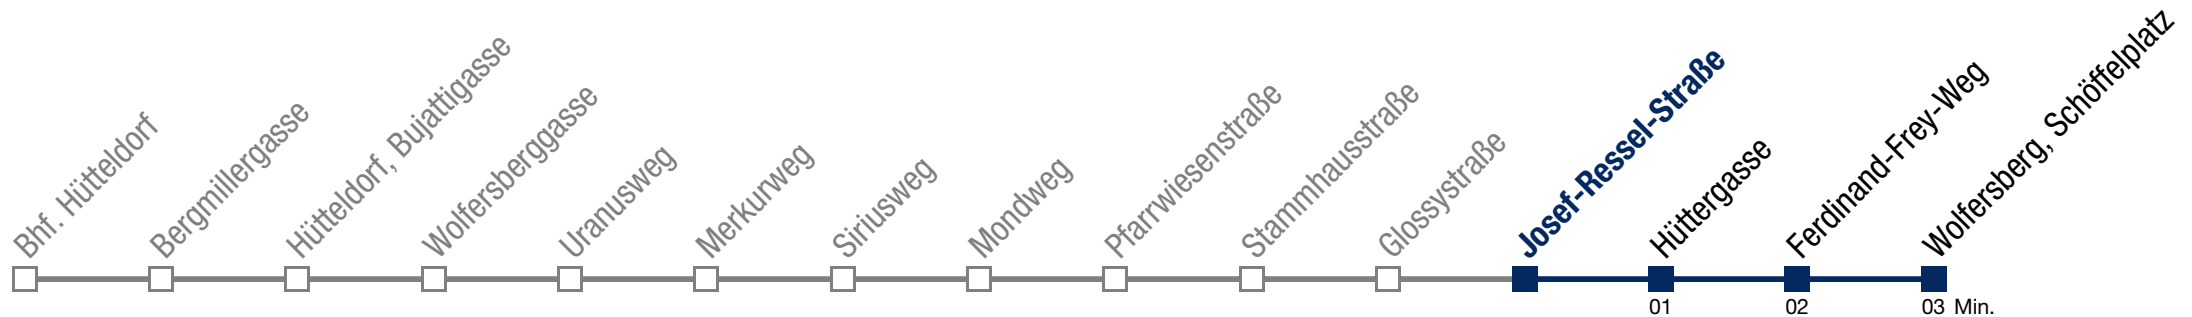 Bhf. Hütteldorf
Bergmillergasse
Hütteldorf, Bujattigasse
Wolfersberggasse
Uranusweg
Merkurweg
Siriusweg
Mondweg
Pfarrwiesenstraße
Stammhausstraße
Glossystraße
Josef-Ressel-Straße
Hüttergasse
Ferdinand-Frey-Weg
Wolfersberg, Schöffelplatz
01 02 03 Min.